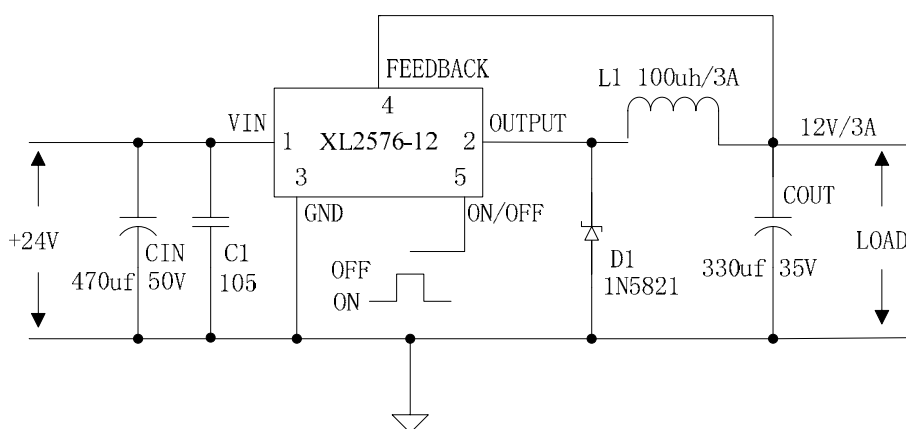 FEEDBACK
L1 100uh/3A
4
VIN
OUTPUT
12V/3A
1
XL2576-12
2
3
5
GND
ON/OFF
COUT
+24V
CIN
C1
OFF
D1
LOAD
470uf
50V
105
ON
1N5821
330uf
35V